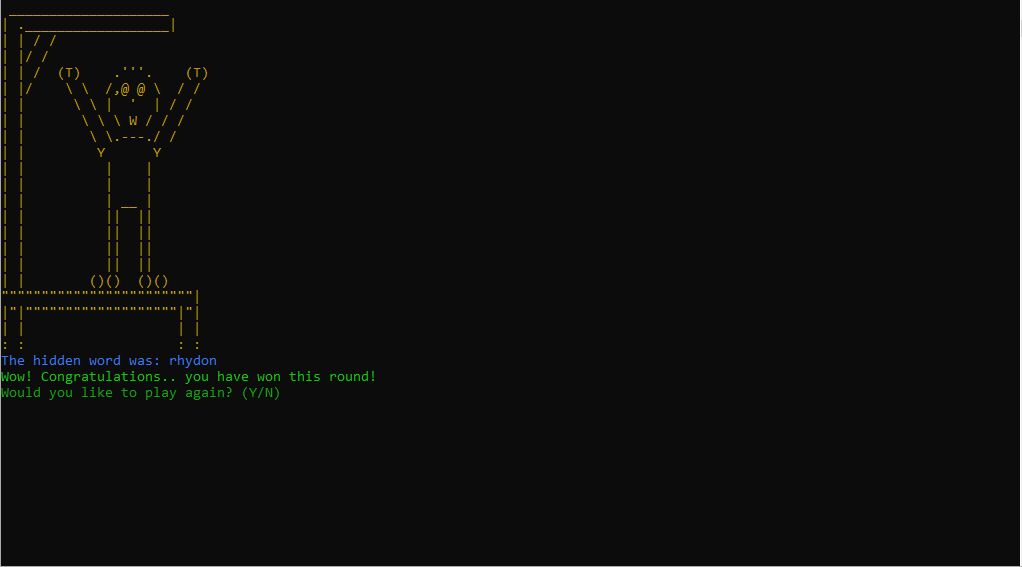 The hidden word was: rhydon
Wow! Congratulations.. you have won this round!
Would you like to play again? (Y/N)